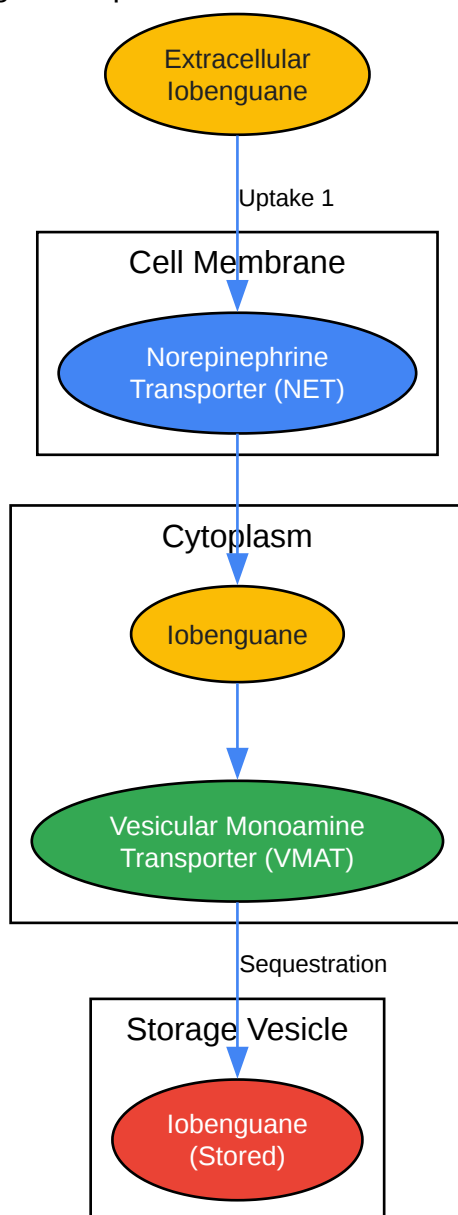 Extracellular
Iobenguane
Uptake 1
Cell Membrane
Norepinephrine
Transporter (NET)
Cytoplasm
Iobenguane
Vesicular Monoamine
Transporter (VMAT)
Sequestration
Storage Vesicle
Iobenguane
(Stored)